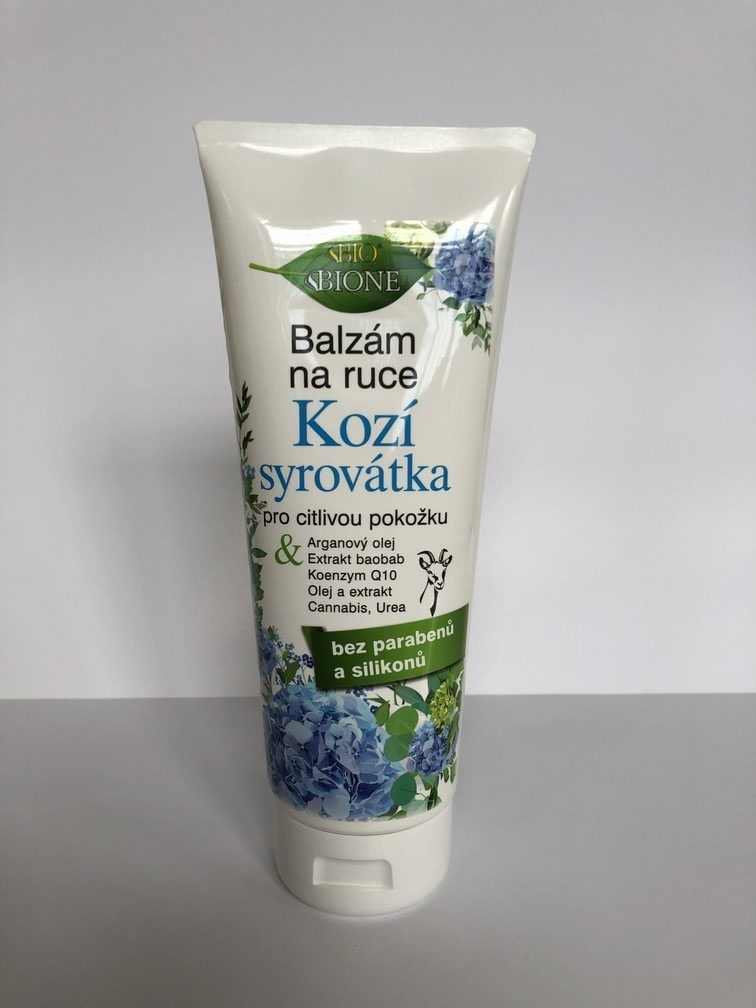 BIO
BIONE
Balzám
na ruce
Kozí
syrovátka
pro citlivou pokožku
& Arganový olej
Extrakt baobab
Koenzym Q10
Olej a extrakt
Cannabis, Urea
bez parabenů
a silikonů